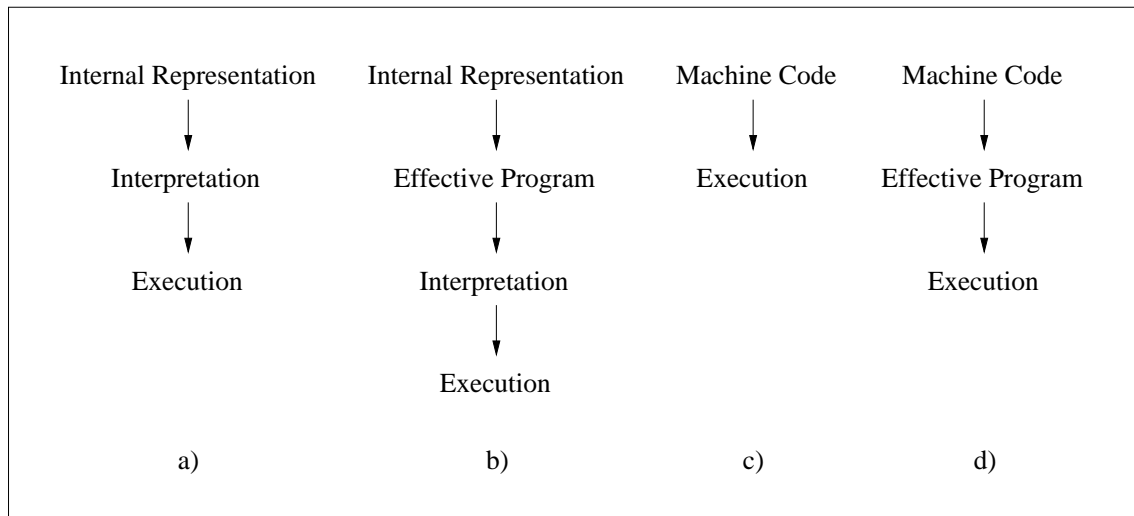 Internal Representation
Internal Representation
Machine Code
Machine Code
Interpretation
Effective Program
Execution
Effective Program
Execution
Interpretation
Execution
Execution
a)
b)
c)
d)